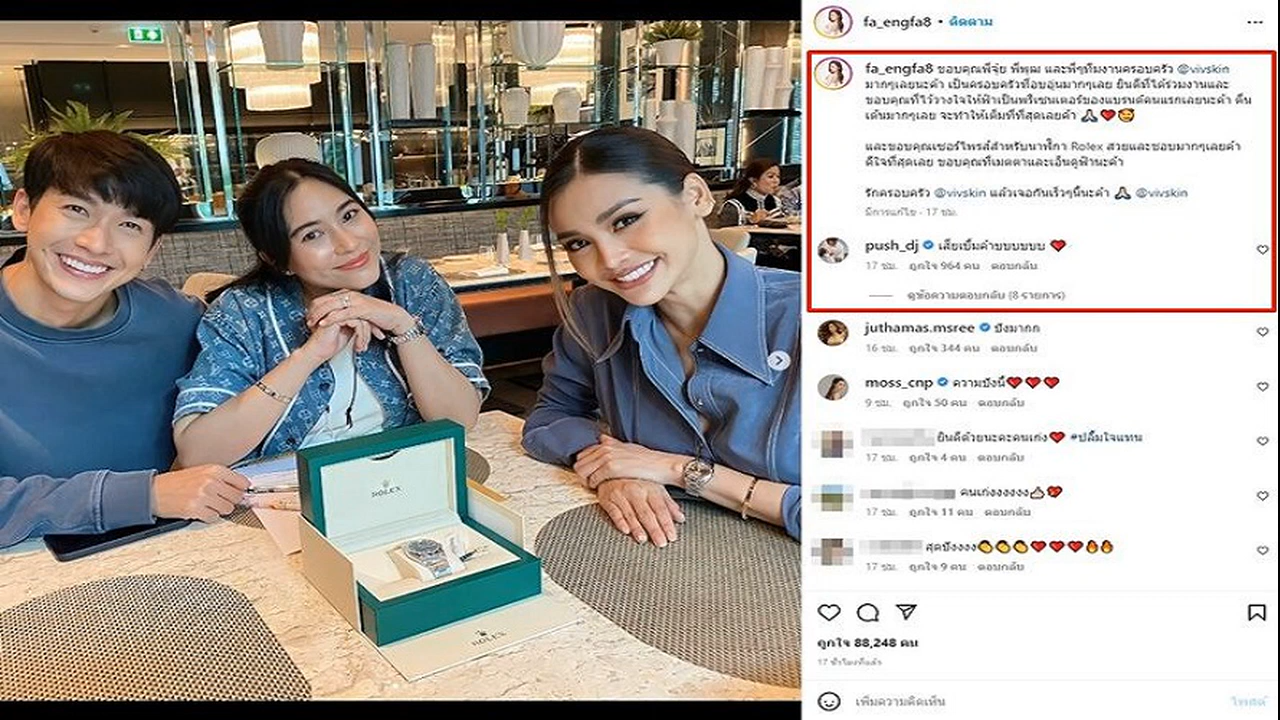 ROLEX
ROLEX
fa_engfa8 • ติดตาม
fa_engfa8 ขอบคุณพี่จุ๋ย พี่พุฒ และพี่ๆทีมงานครอบครัว @vivskin
มากๆเลยนะค้า เป็นครอบครัวที่อบอุ่นมากๆเลย ยินดีที่ได้ร่วมงานและ
ขอบคุณที่ไว้วางใจให้ฟ้าเป็นพรีเซนเตอร์ของแบรนด์คนแรกเลยนะค้า ตื่น
เต้นมากๆเลย จะทำให้เต็มที่ที่สุดเลยค้า 🙏🏻❤️🥰
และขอบคุณเซอร์ไพรส์สำหรับนาฬิกา Rolex สวยและชอบมากๆเลยค้า
ดีใจที่สุดเลย ขอบคุณที่เมตตาและเอ็นดูฟ้านะค้า
รักครอบครัว @vivskin แล้วเจอกันเร็วๆนี้นะค้า 🙏🏻 @vivskin
มีการแก้ไข · 17 ชม.
push_dj เสี่ยเข้มค้าบบบบบ ❤️
17 ชม. ถูกใจ 964 คน ตอบกลับ
ดูข้อความตอบกลับ (8 รายการ)
juthamas.msree ปังมากก
16 ชม. ถูกใจ 344 คน ตอบกลับ
moss_cnp ความปังนี้❤️❤️❤️
9 ชม. ถูกใจ 50 คน ตอบกลับ
ยินดีด้วยนะคะคนเก่ง❤️ #ปลื้มใจแทน
17 ชม. ถูกใจ 4 คน ตอบกลับ
คนเก่งงงงงง👍🏻💖
17 ชม. ถูกใจ 11 คน ตอบกลับ
สุดปังงงง👏👏👏❤️❤️❤️🔥🔥
17 ชม. ถูกใจ 9 คน ตอบกลับ
ถูกใจ 88,248 คน
17 ชั่วโมงที่แล้ว
เพิ่มความคิดเห็น
โพสต์